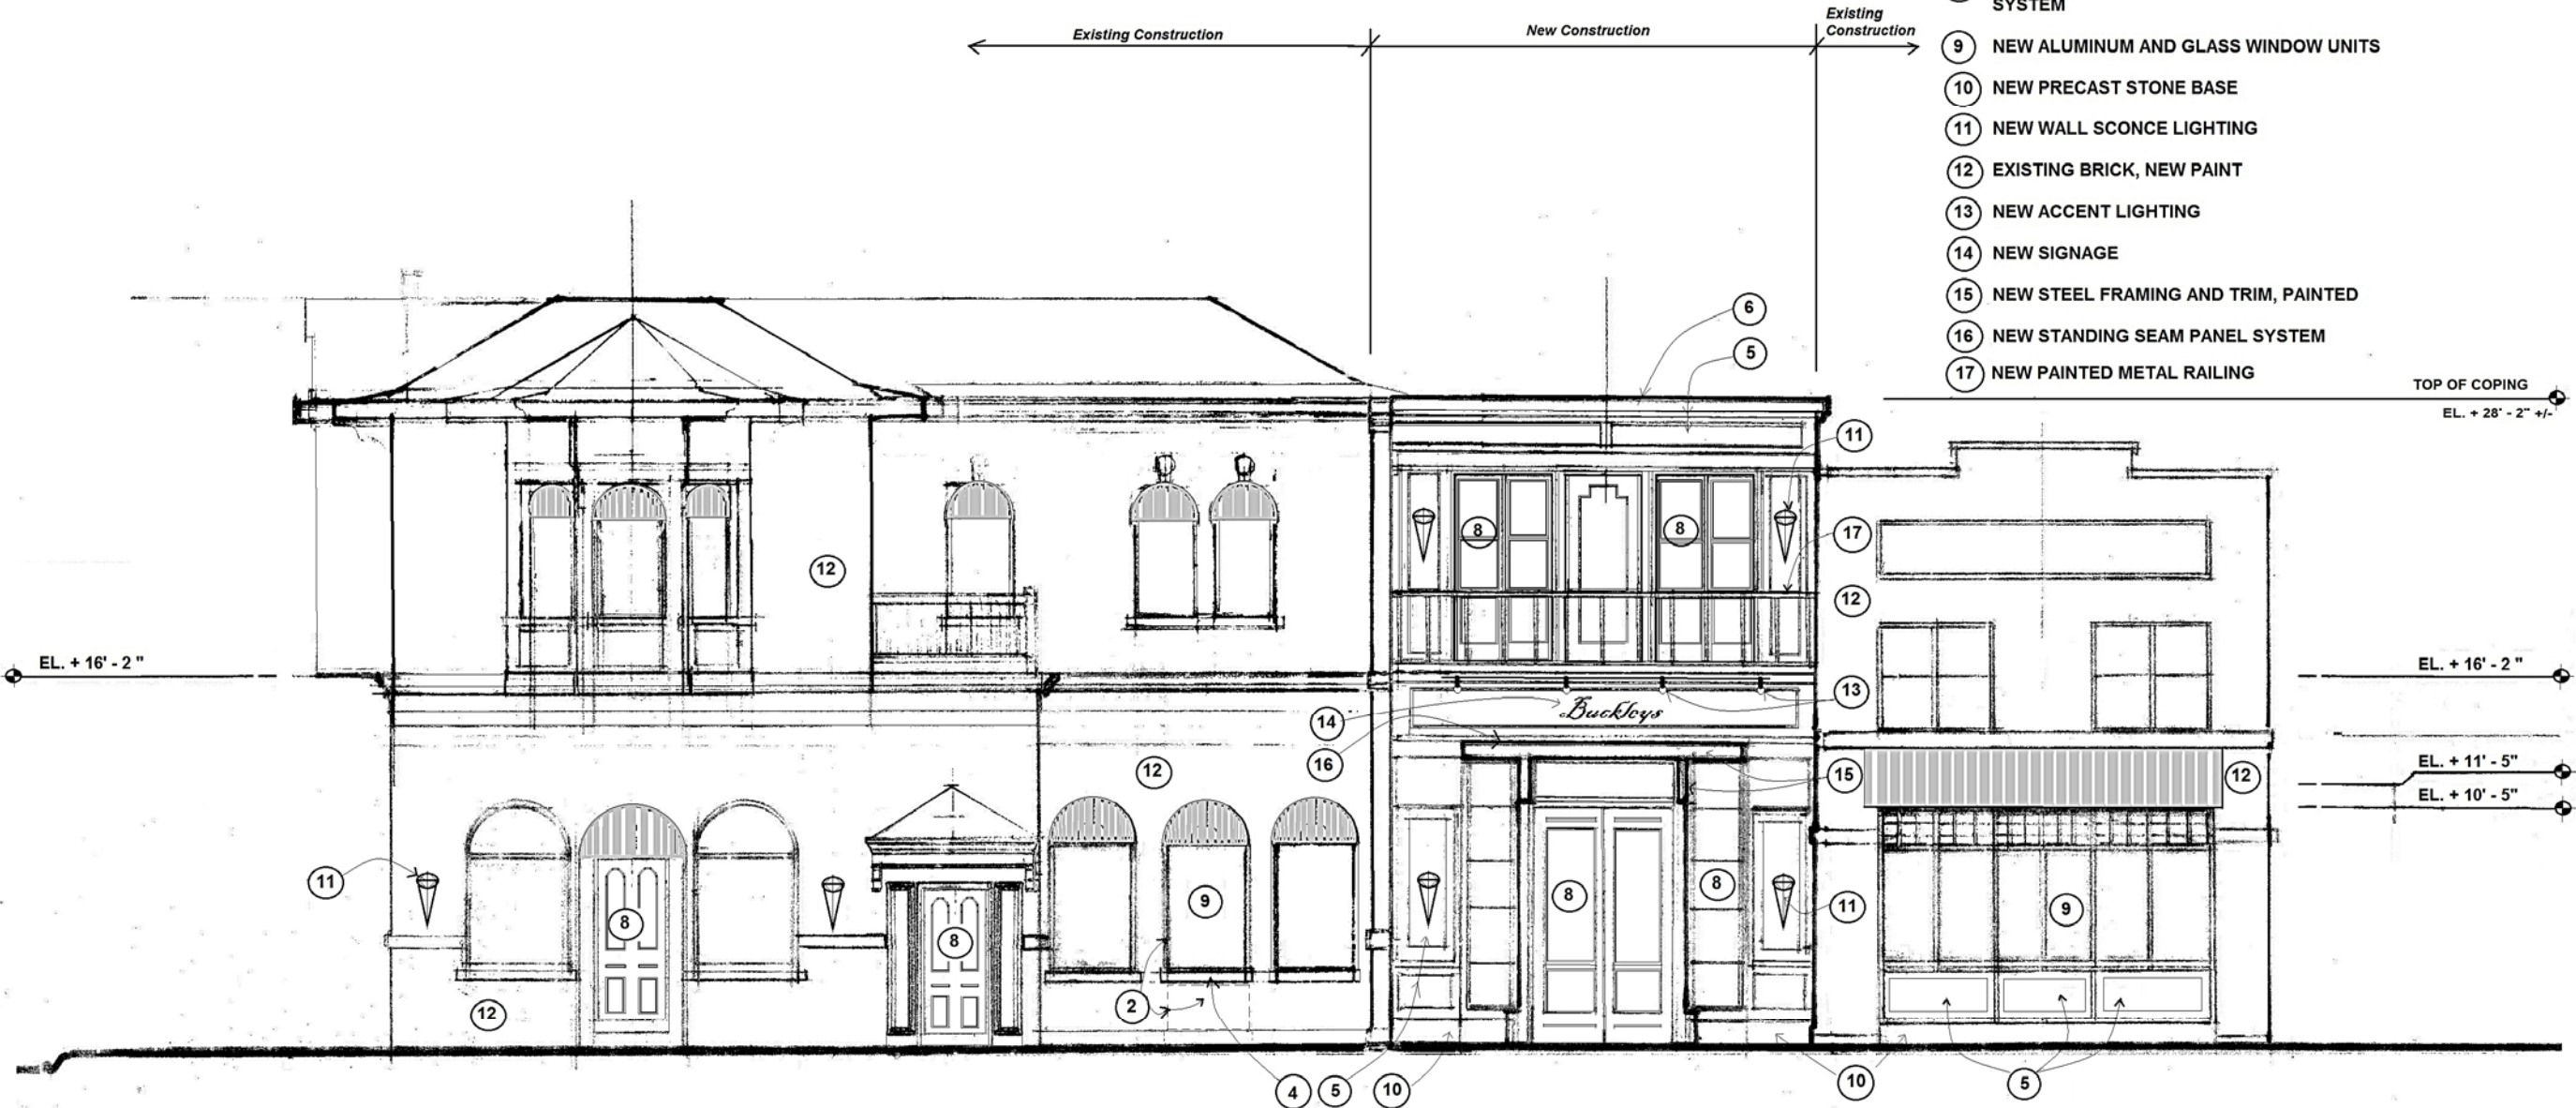 Existing Construction
New Construction
Existing
Construction
SYSTEM
9 NEW ALUMINUM AND GLASS WINDOW UNITS
10 NEW PRECAST STONE BASE
11 NEW WALL SCONCE LIGHTING
12 EXISTING BRICK, NEW PAINT
13 NEW ACCENT LIGHTING
14 NEW SIGNAGE
15 NEW STEEL FRAMING AND TRIM, PAINTED
16 NEW STANDING SEAM PANEL SYSTEM
17 NEW PAINTED METAL RAILING
TOP OF COPING
EL. + 28' - 2" +/-
6
5
11
8
8
17
12
12
EL. + 16' - 2 "
EL. + 16' - 2 "
13
14
Buckleys
16
12
15
12
EL. + 11' - 5"
EL. + 10' - 5"
11
8
8
9
8
8
11
9
12
2
4
5
10
10
5